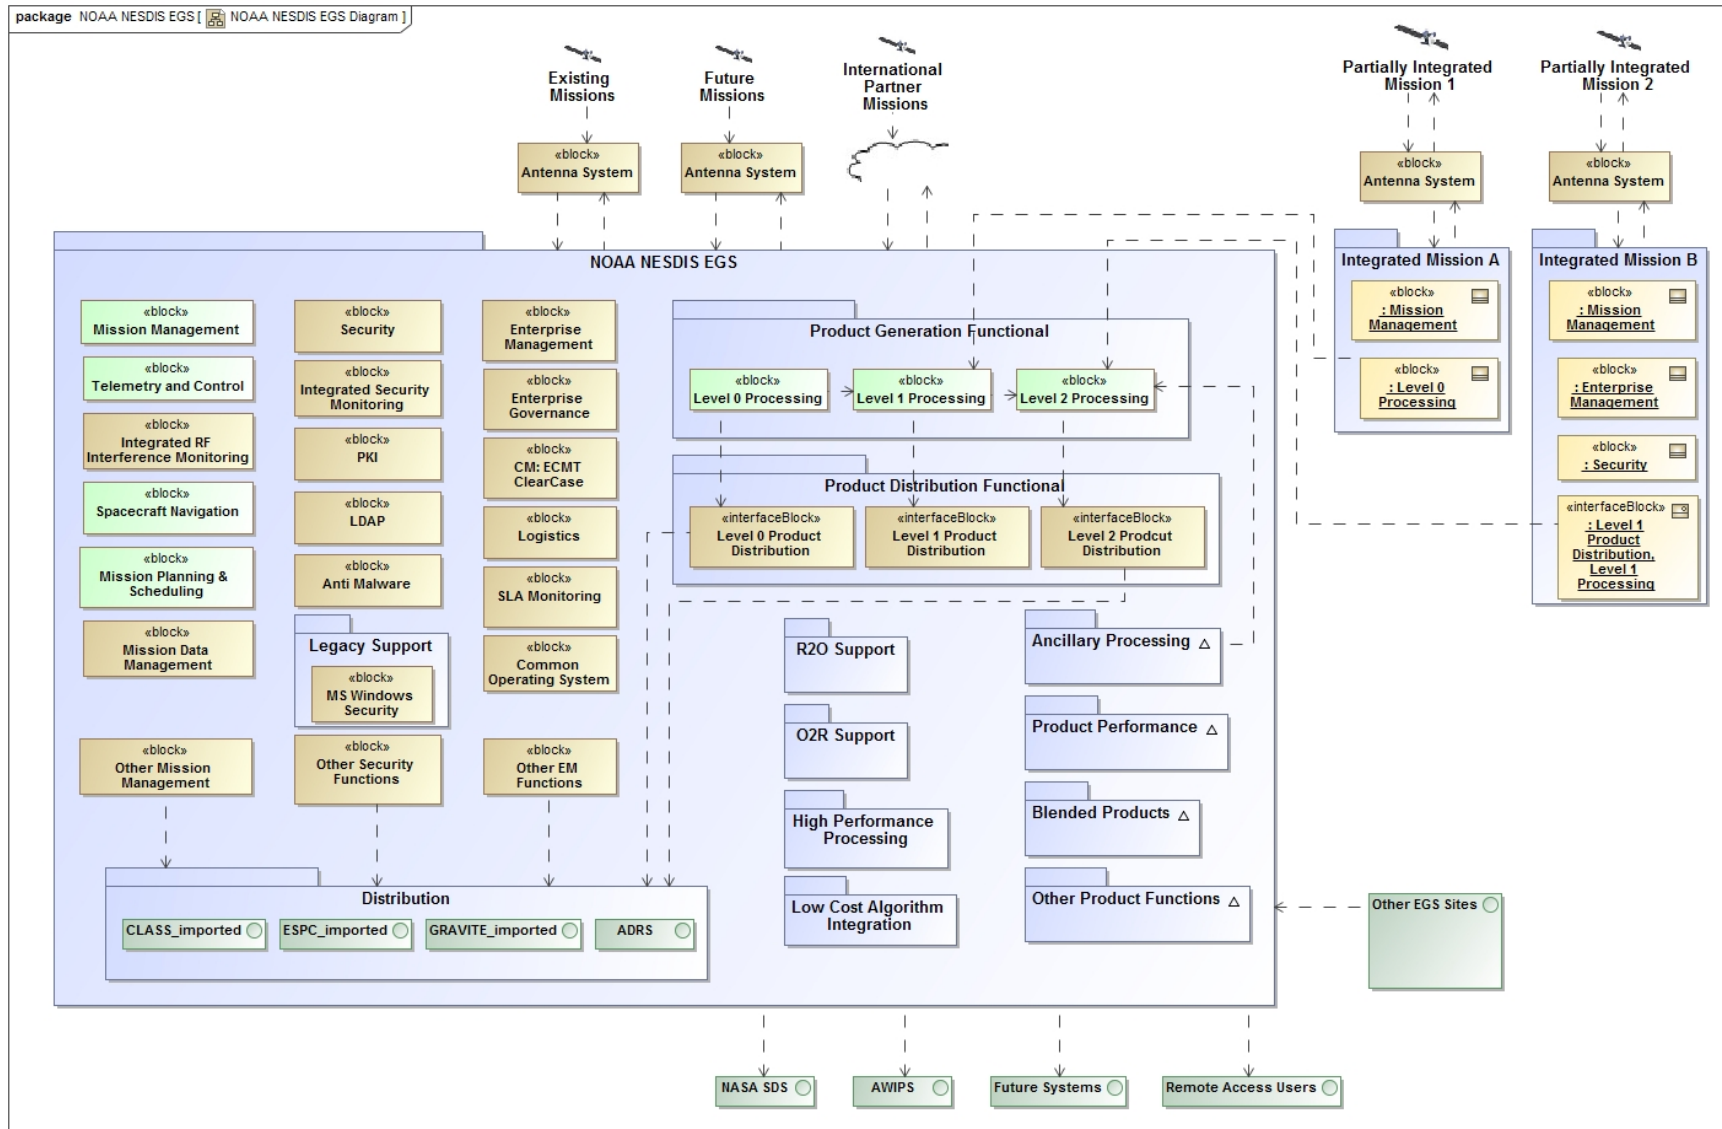 package NOAA NESDIS EGS [ NOAA NESDIS EGS Diagram ]
Existing
Missions
Future
Missions
International
Partner
Missions
Partially Integrated
Mission 1
Partially Integrated
Mission 2
«block»
Antenna System
«block»
Antenna System
«block»
Antenna System
«block»
Antenna System
NOAA NESDIS EGS
«block»
Mission Management
«block»
Telemetry and Control
«block»
Integrated RF
Interference Monitoring
«block»
Spacecraft Navigation
«block»
Mission Planning &
Scheduling
«block»
Mission Data
Management
«block»
Other Mission
Management
«block»
Security
«block»
Integrated Security
Monitoring
«block»
PKI
«block»
LDAP
«block»
Anti Malware
Legacy Support
«block»
MS Windows
Security
«block»
Other Security
Functions
«block»
Enterprise
Management
«block»
Enterprise
Governance
«block»
CM: ECMT
ClearCase
«block»
Logistics
«block»
SLA Monitoring
«block»
Common
Operating System
«block»
Other EM
Functions
Product Generation Functional
«block»
Level 0 Processing
«block»
Level 1 Processing
«block»
Level 2 Processing
Product Distribution Functional
«interfaceBlock»
Level 0 Product
Distribution
«interfaceBlock»
Level 1 Product
Distribution
«interfaceBlock»
Level 2 Prodcut
Distribution
R2O Support
O2R Support
High Performance
Processing
Low Cost Algorithm
Integration
Ancillary Processing
Product Performance
Blended Products
Other Product Functions
Distribution
CLASS_imported
ESPC_imported
GRAVITE_imported
ADRS
Integrated Mission A
«block»
: Mission
Management
«block»
: Level 0
Processing
Integrated Mission B
«block»
: Mission
Management
«block»
: Enterprise
Management
«block»
: Security
«interfaceBlock»
: Level 1
Product
Distribution,
Level 1
Processing
Other EGS Sites
NASA SDS
AWIPS
Future Systems
Remote Access Users